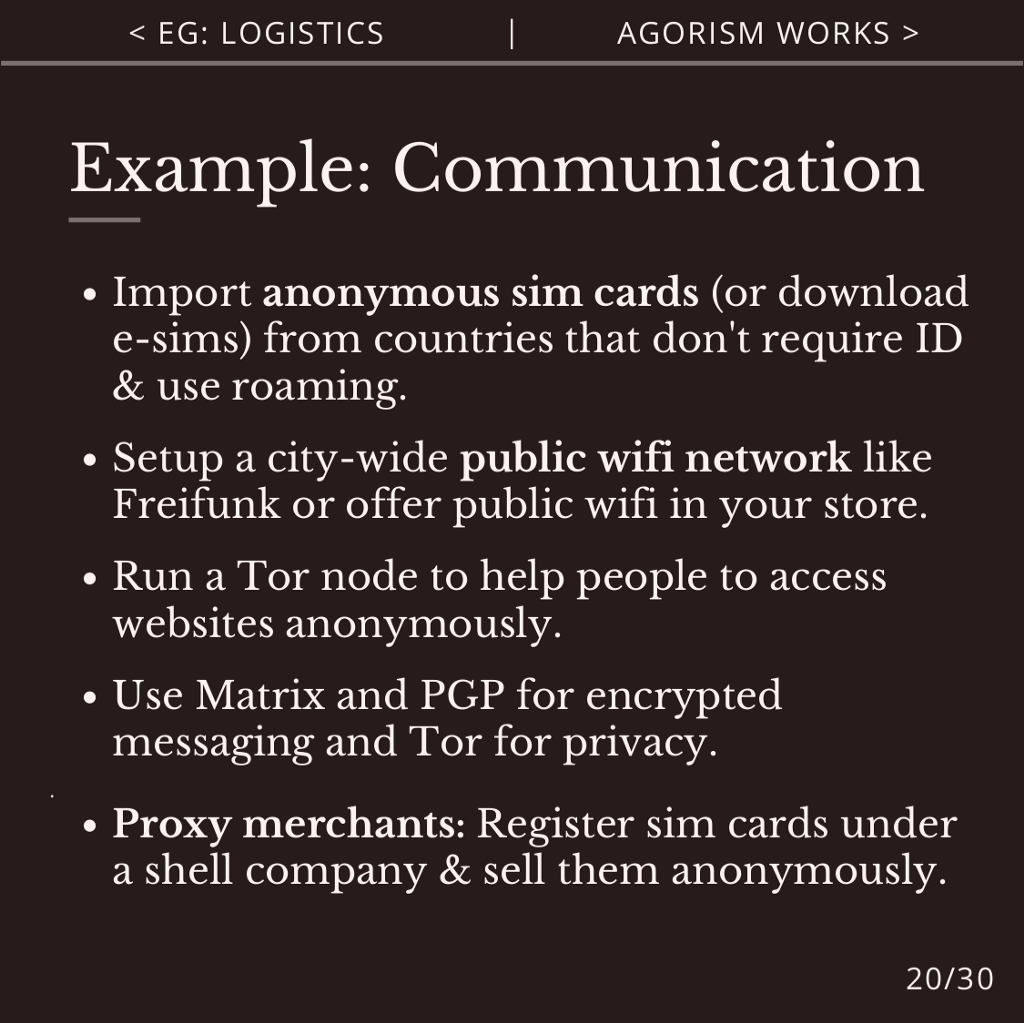 < EG: LOGISTICS | AGORISM WORKS >
Example: Communication
• Import anonymous sim cards (or download
e-sims) from countries that don't require ID
& use roaming.
• Setup a city-wide public wifi network like
Freifunk or offer public wifi in your store.
• Run a Tor node to help people to access
websites anonymously.
• Use Matrix and PGP for encrypted
messaging and Tor for privacy.
• Proxy merchants: Register sim cards under
a shell company & sell them anonymously.
20/30